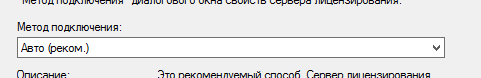 "Метод подключения" диалогового окна свойств сервера лицензирования.
Метод подключения:
Авто (реком.)
Описание: Это рекомендуемый способ. Сервер лицензирования